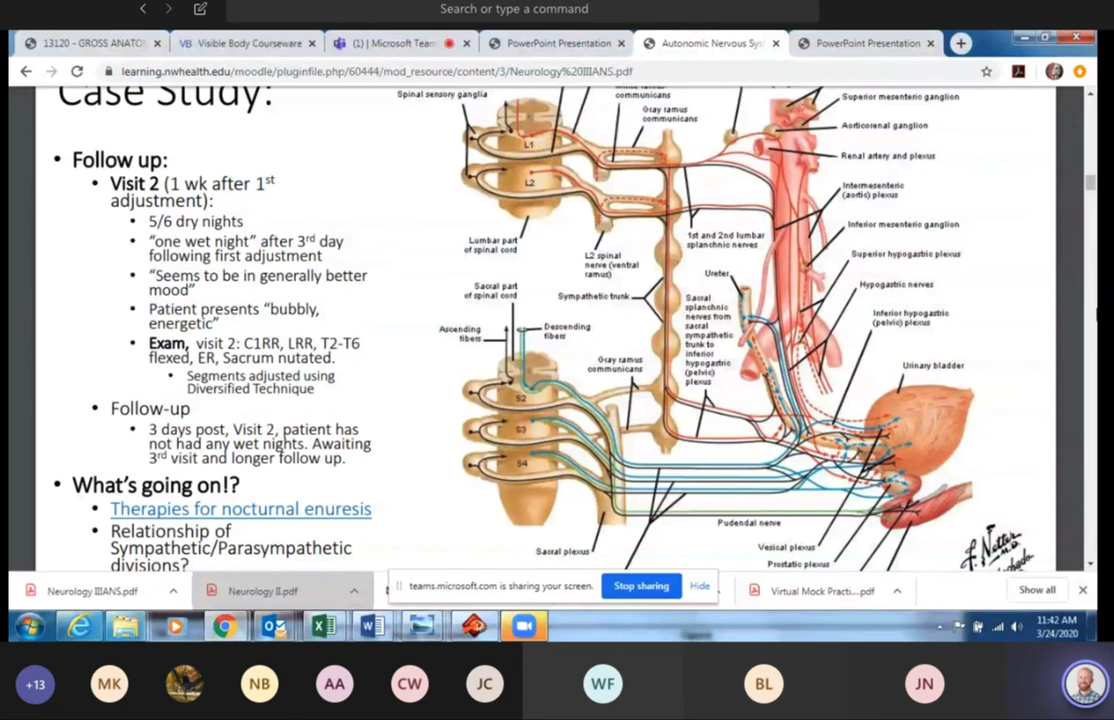 Search or type a command
13120 - GROSS ANATO
VB Visible Body Courseware
(1) | Microsoft Team
PowerPoint Presentation
Autonomic Nervous Sys
PowerPoint Presentation
learning.nwhealth.edu/moodle/pluginfile.php/60444/mod_resource/content/3/Neurology%20IIIANS.pdf
Case Study:
• Follow up:
• Visit 2 (1 wk after 1st
adjustment):
• 5/6 dry nights
• "one wet night" after 3rd day
following first adjustment
• "Seems to be in generally better
mood"
• Patient presents "bubbly,
energetic"
• Exam, visit 2: C1RR, LRR, T2-T6
flexed, ER, Sacrum nutated.
• Segments adjusted using
Diversified Technique
• Follow-up
• 3 days post, Visit 2, patient has
not had any wet nights. Awaiting
3rd visit and longer follow up.
• What's going on!?
• Therapies for nocturnal enuresis
• Relationship of
Sympathetic/Parasympathetic
divisions?
Spinal sensory ganglia
communicans
Gray ramus
communicans
L1
L2
Lumbar part
of spinal cord
L2 spinal
nerve (ventral
ramus)
1st and 2nd lumbar
splanchnic nerves
Superior mesenteric ganglion
Aorticorenal ganglion
Renal artery and plexus
Intermesenteric
(aortic) plexus
Inferior mesenteric ganglion
Superior hypogastric plexus
Hypogastric nerves
Inferior hypogastric
(pelvic) plexus
Urinary bladder
Ureter
Sympathetic trunk
Sacral part
of spinal cord
Sacral
splanchnic
nerves from
sacral
sympathetic
trunk to
inferior
hypogastric
(pelvic)
plexus
Ascending
fibers
Descending
fibers
Gray ramus
communicans
S2
S3
S4
Sacral plexus
Pudendal nerve
Vesical plexus
Prostatic plexus
F. Netter
M.D.
Neurology IIIANS.pdf
Neurology II.pdf
teams.microsoft.com is sharing your screen.
Stop sharing
Hide
Virtual Mock Practi....pdf
Show all
11:42 AM
3/24/2020
+13
MK
NB
AA
CW
JC
WF
BL
JN